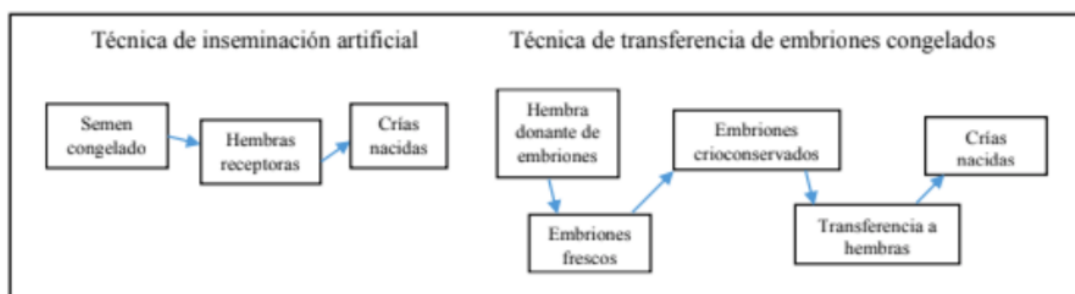 Técnica de inseminación artificial
Semen
congelado
Hembras
receptoras
Crías
nacidas
Técnica de transferencia de embriones congelados
Hembra
donante de
embriones
Embriones
frescos
Embriones
crioconservados
Transferencia a
hembras
Crías
nacidas